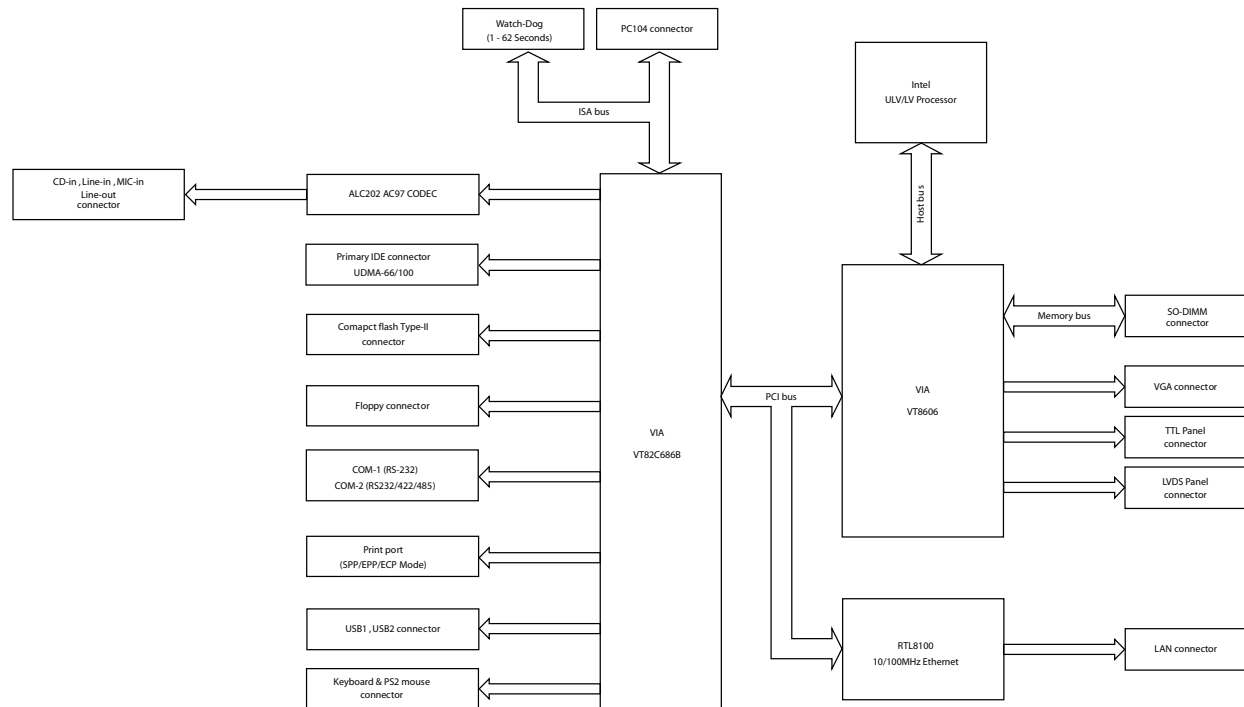 Watch-Dog
(1 - 62 Seconds)
PC104 connector
ISA bus
Intel
ULV/LV Processor
Host bus
CD-in , Line-in , MIC-in
Line-out
connector
ALC202 AC97 CODEC
Primary IDE connector
UDMA-66/100
Comapct flash Type-II
connector
Floppy connector
COM-1 (RS-232)
COM-2 (RS232/422/485)
Print port
(SPP/EPP/ECP Mode)
USB1 , USB2 connector
Keyboard & PS2 mouse
connector
VIA
VT82C686B
PCI bus
VIA
VT8606
Memory bus
SO-DIMM
connector
VGA connector
TTL Panel
connector
LVDS Panel
connector
RTL8100
10/100MHz Ethernet
LAN connector